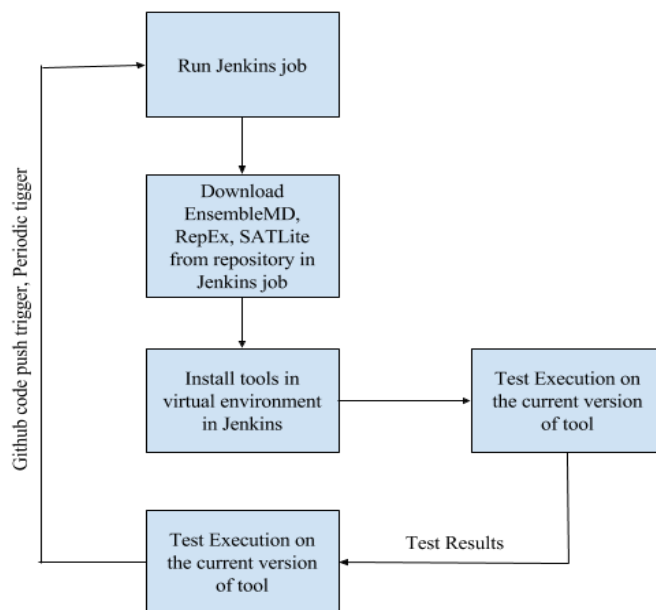 Run Jenkins job
Download
EnsembleMD,
RepEx, SATLite
from repository in
Jenkins job
Github code push trigger, Periodic tigger
Install tools in
virtual environment
in Jenkins
Test Execution on
the current version
of tool
Test Results
Test Execution on
the current version
of tool